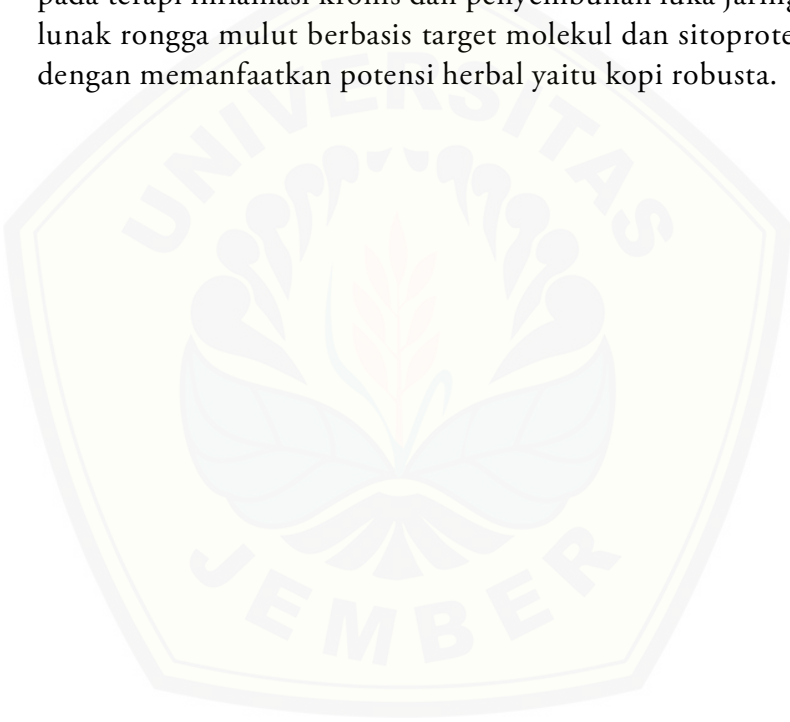 pada terapi inflamasi kronis dan penyembuhan luka jaring
lunak rongga mulut berbasis target molekul dan sitoprote
dengan memanfaatkan potensi herbal yaitu kopi robusta.
UNIVERSITAS
JEMBER